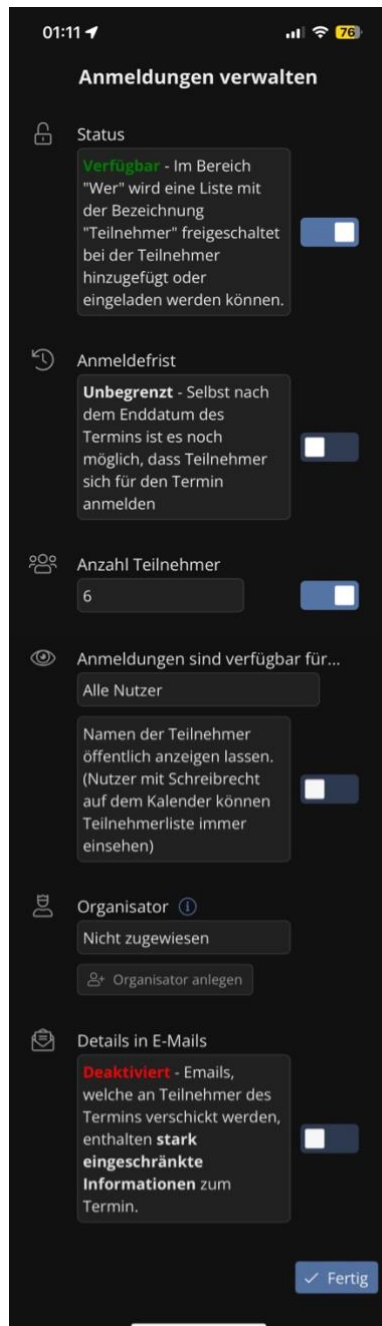 01:11
76
Anmeldungen verwalten
Status
Verfügbar - Im Bereich
"Wer" wird eine Liste mit
der Bezeichnung
"Teilnehmer" freigeschaltet
bei der Teilnehmer
hinzugefügt oder
eingeladen werden können.
Anmeldefrist
Unbegrenzt - Selbst nach
dem Enddatum des
Termins ist es noch
möglich, dass Teilnehmer
sich für den Termin
anmelden
Anzahl Teilnehmer
6
Anmeldungen sind verfügbar für...
Alle Nutzer
Namen der Teilnehmer
öffentlich anzeigen lassen.
(Nutzer mit Schreibrecht
auf dem Kalender können
Teilnehmerliste immer
einsehen)
Organisator
Nicht zugewiesen
Organisator anlegen
Details in E-Mails
Deaktiviert - Emails,
welche an Teilnehmer des
Termins verschickt werden,
enthalten stark
eingeschränkte
Informationen zum
Termin.
Fertig